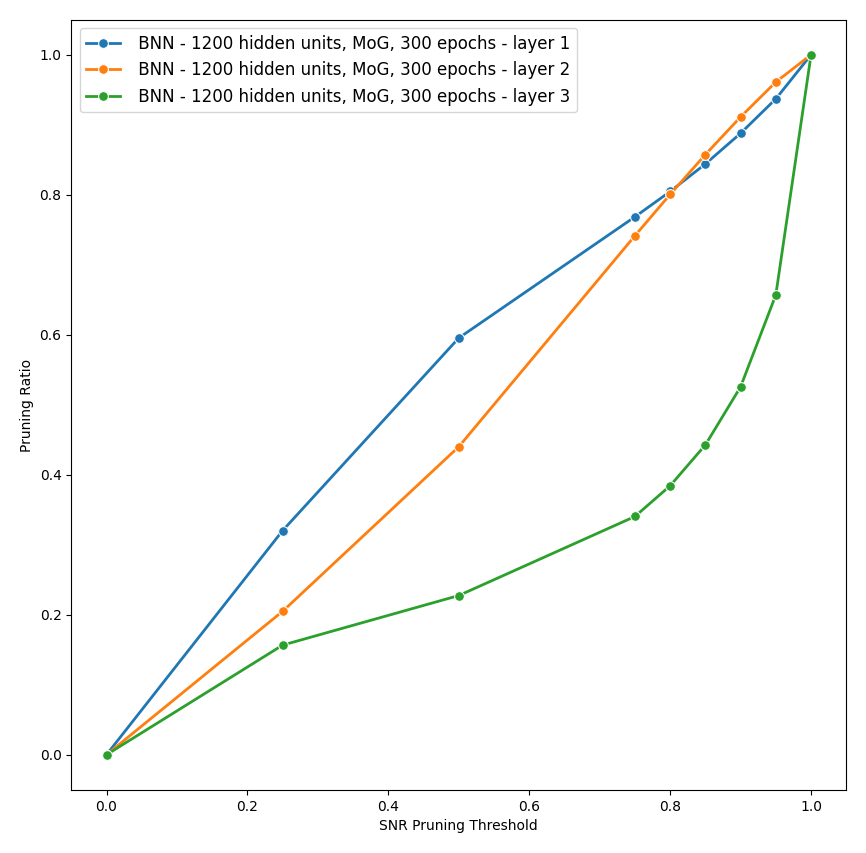 BNN - 1200 hidden units, MoG, 300 epochs - layer 1
BNN - 1200 hidden units, MoG, 300 epochs - layer 2
BNN - 1200 hidden units, MoG, 300 epochs - layer 3
1.0
0.8
0.6
0.4
0.2
0.0
Pruning Ratio
0.0 0.2 0.4 0.6 0.8 1.0
SNR Pruning Threshold